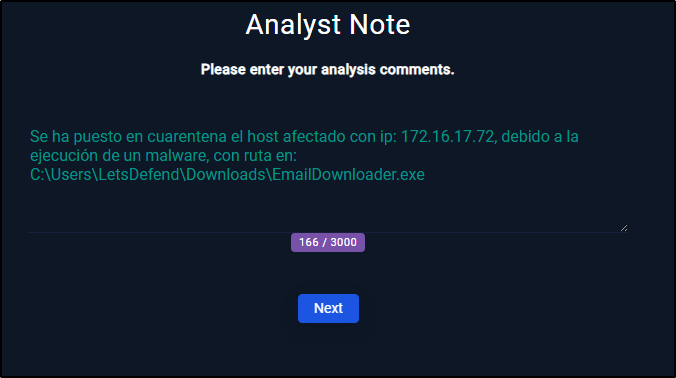 Analyst Note
Please enter your analysis comments.
Se ha puesto en cuarentena el host afectado con ip: 172.16.17.72, debido a la
ejecución de un malware, con ruta en:
C:\Users\LetsDefend\Downloads\EmailDownloader.exe
166 / 3000
Next